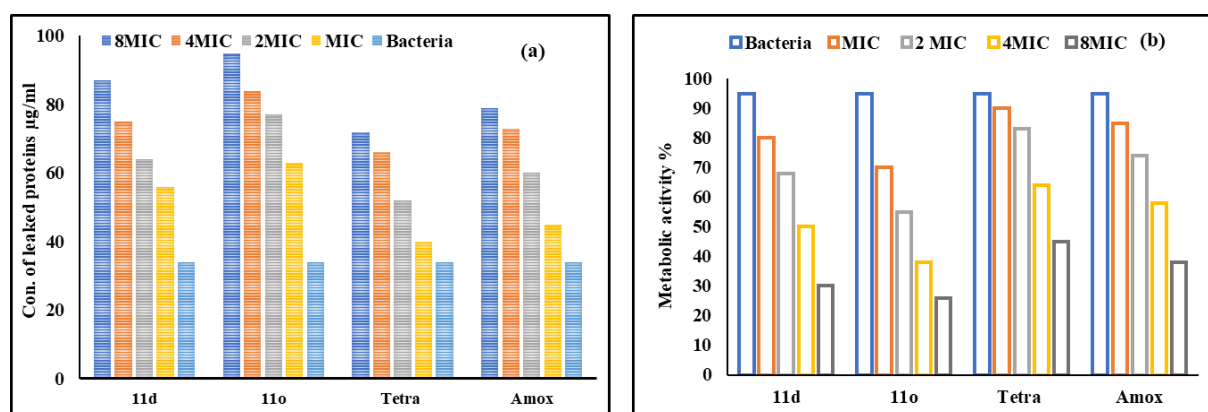 100
8MIC 4MIC 2MIC MIC Bacteria (a)
80
60
40
20
0
Con. of leaked proteins µg/ml
11d 11o Tetra Amox
Bacteria MIC 2 MIC 4MIC 8MIC (b)
100
90
80
70
60
50
40
30
20
10
0
Metabolic acitvity %
11d 11o Tetra Amox